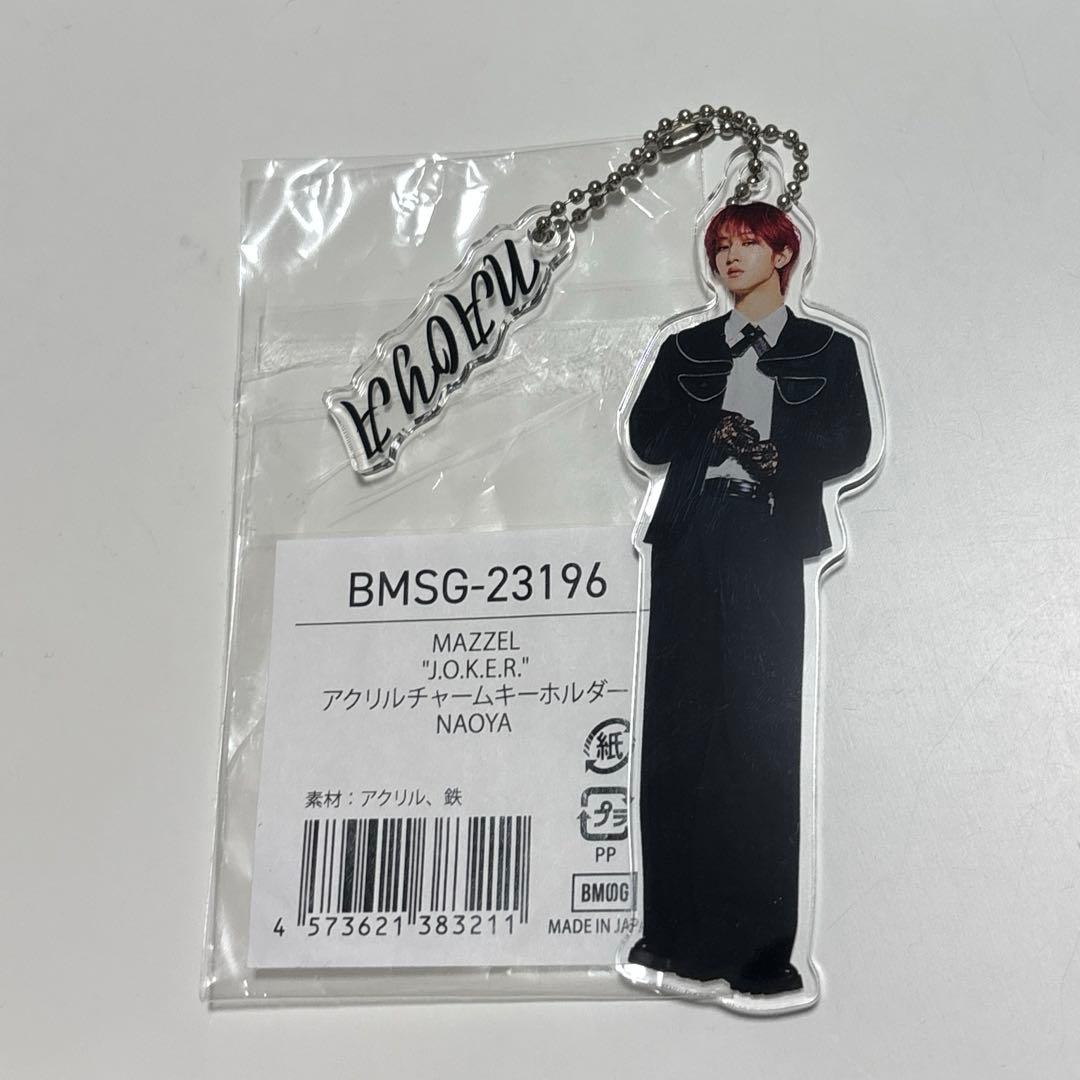 NAOYA
BMSG-23196
MAZZEL
"J.O.K.E.R."
アクリルチャームキーホルダー
NAOYA
紙
素材：アクリル、鉄
プラ
PP
BMSG
4 573621 383211
MADE IN JAPA